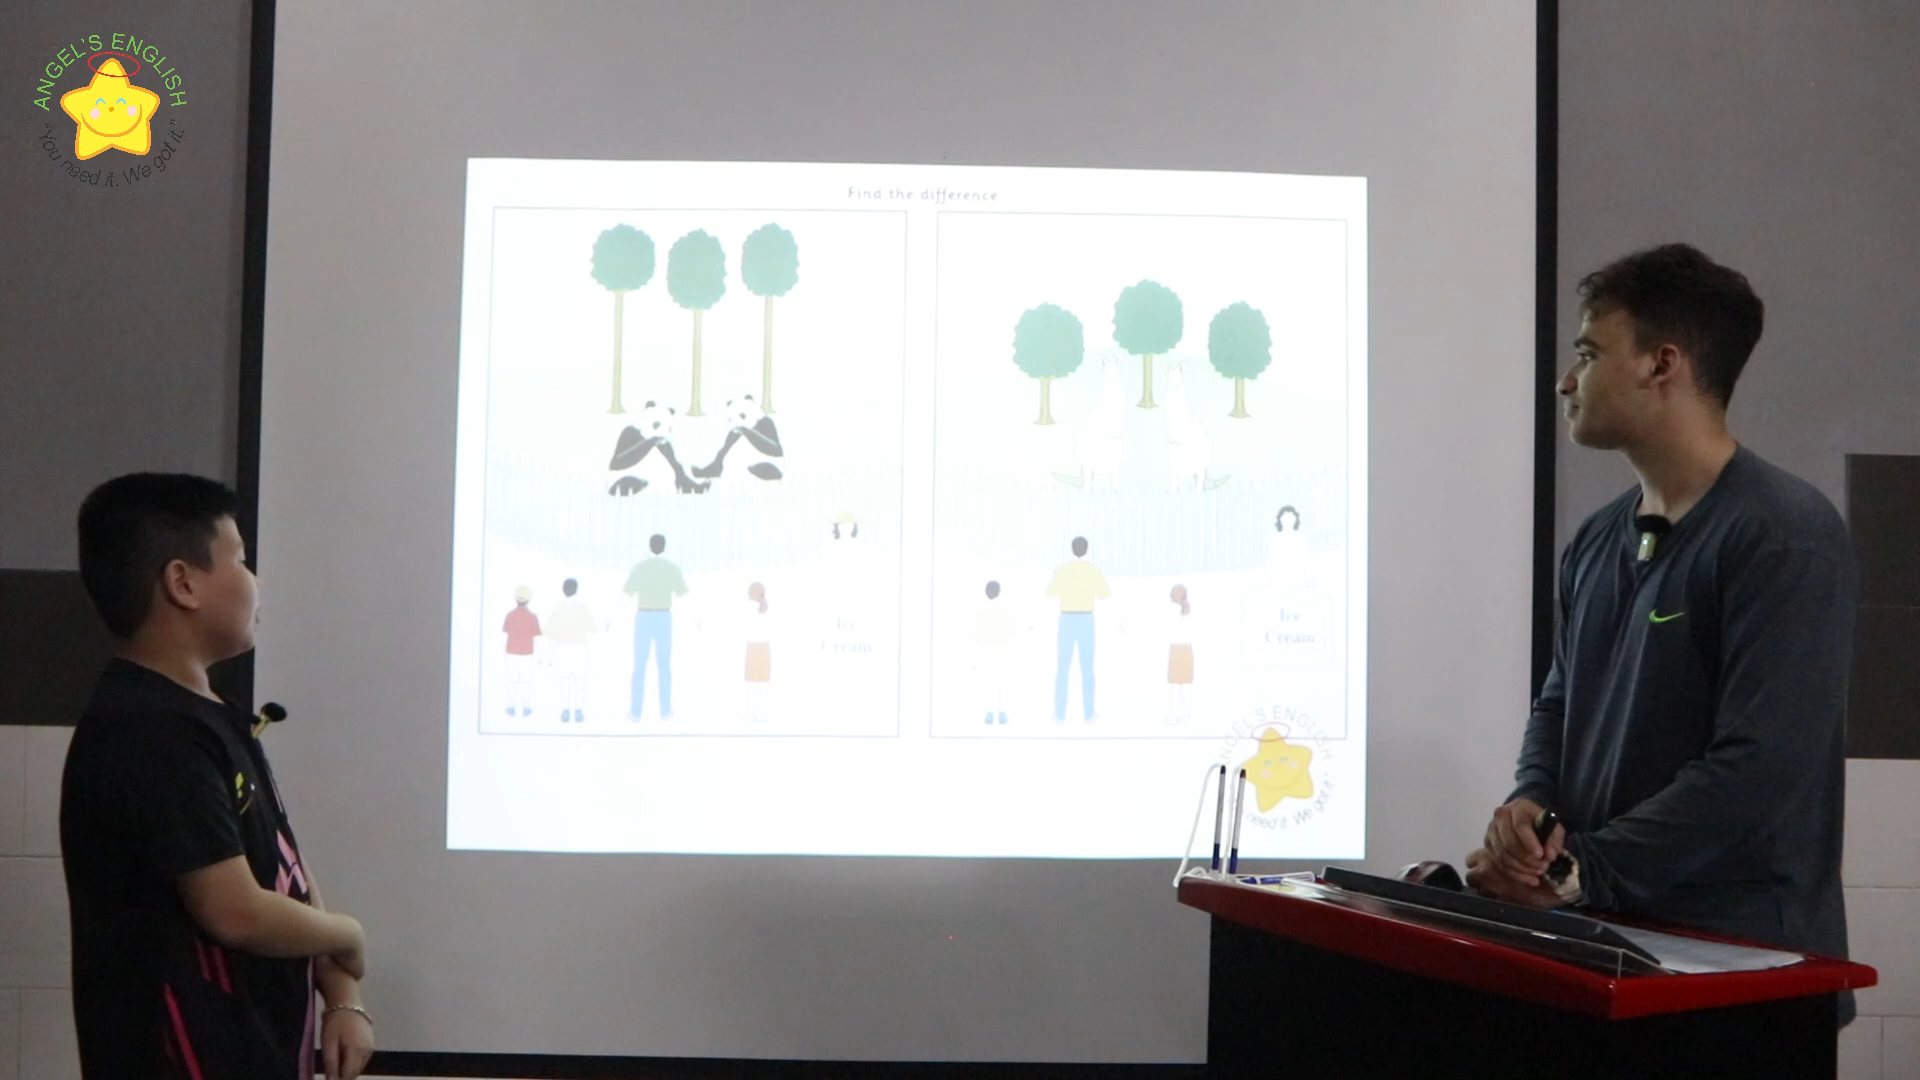 ANGEL'S ENGLISH
"You need it. We got it."
Find the difference
Ice
Cream
Ice
Cream
ANGEL'S ENGLISH
need it. We got it."